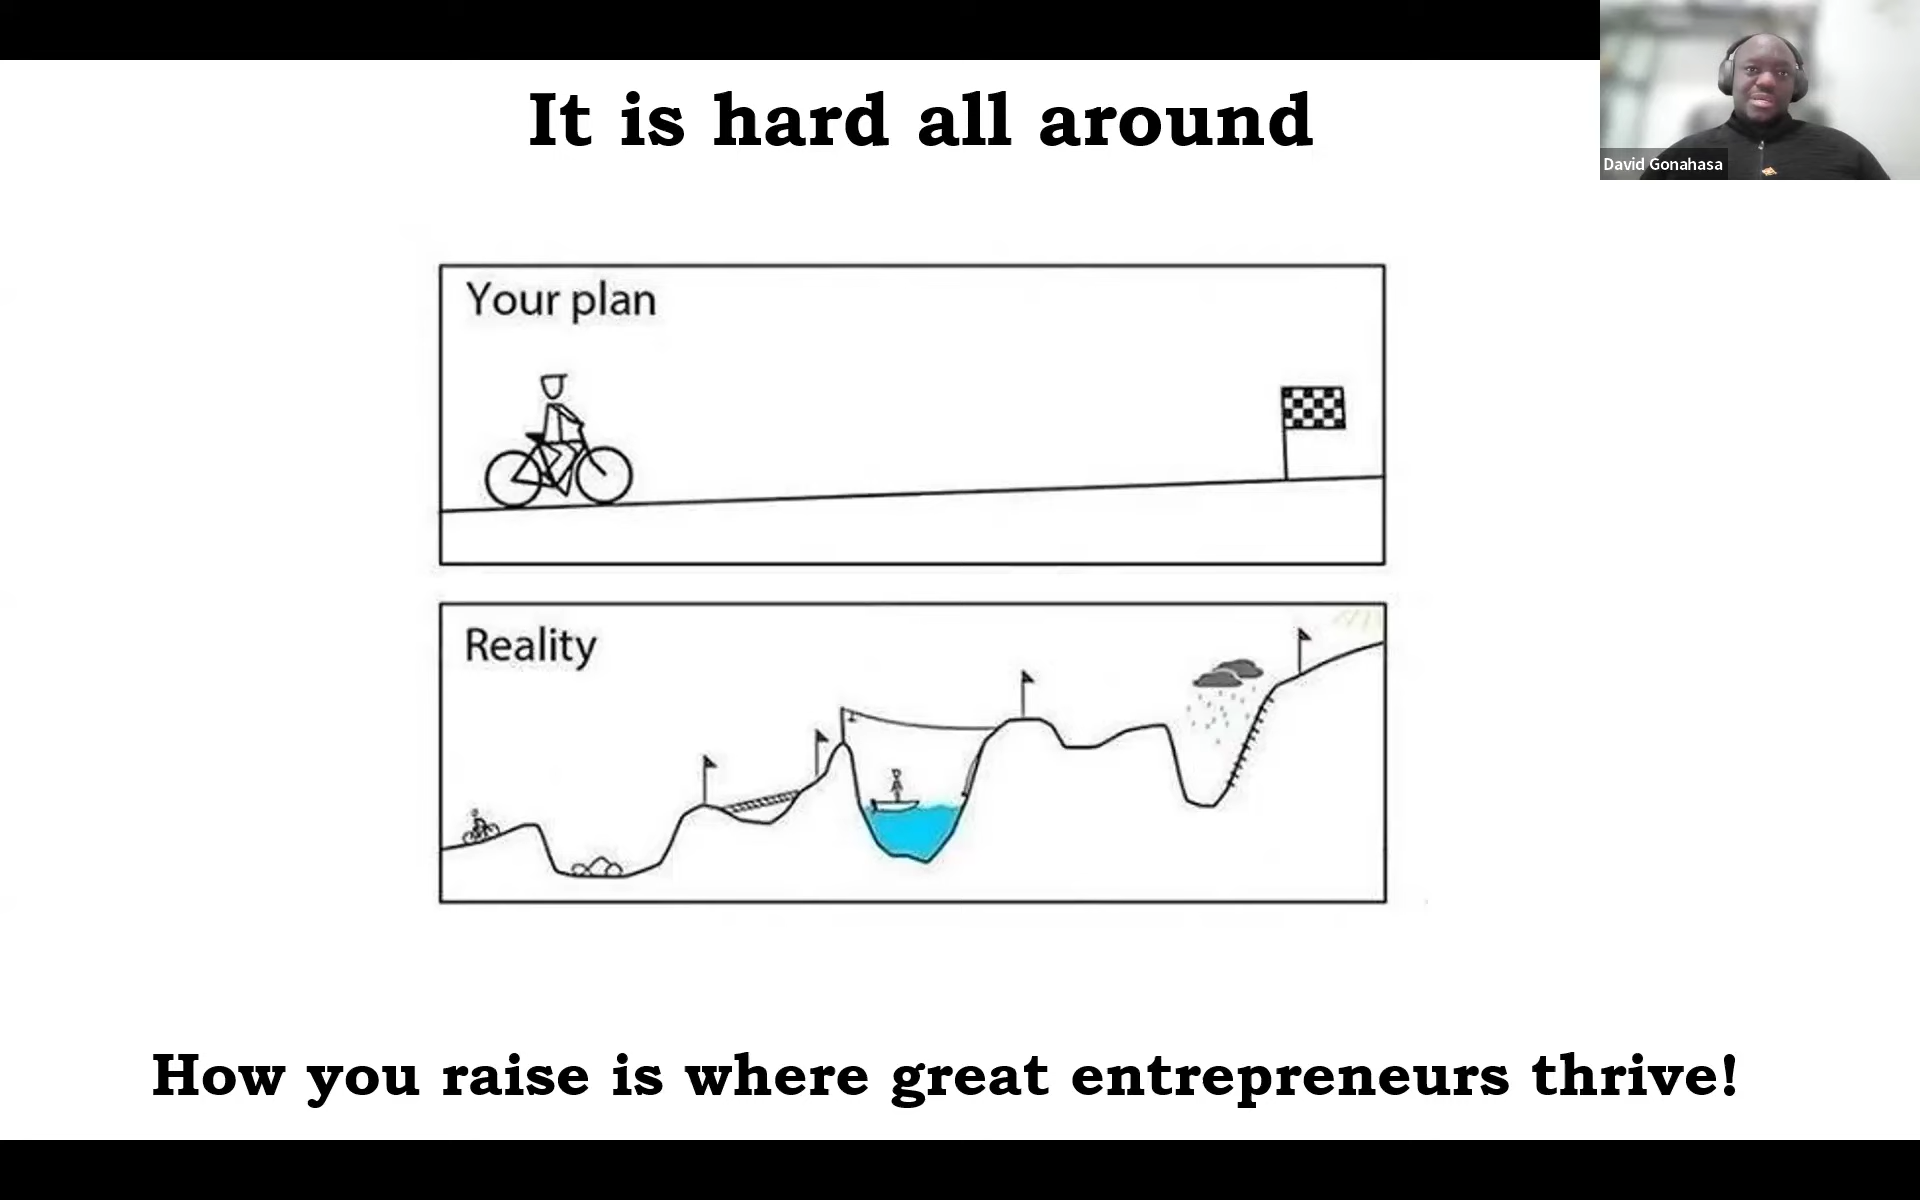 It is hard all around
David Gonahasa
Your plan
Reality
How you raise is where great entrepreneurs thrive!